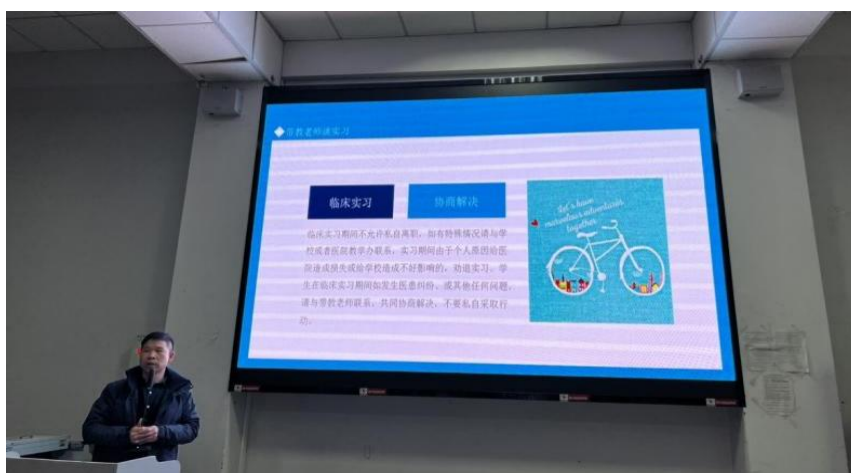 带教老师谈实习
临床实习
协商解决
临床实习期间不允许私自离职，如有特殊情况请与学
校或者医院教学办联系，实习期间由于个人原因给医
院造成损失或给学校造成不好影响的，劝退实习。学
生在临床实习期间如发生医患纠纷、或其他任何问题，
请与带教老师联系，共同协商解决，不要私自采取行
动。
Let's have
marvelous adventures
together